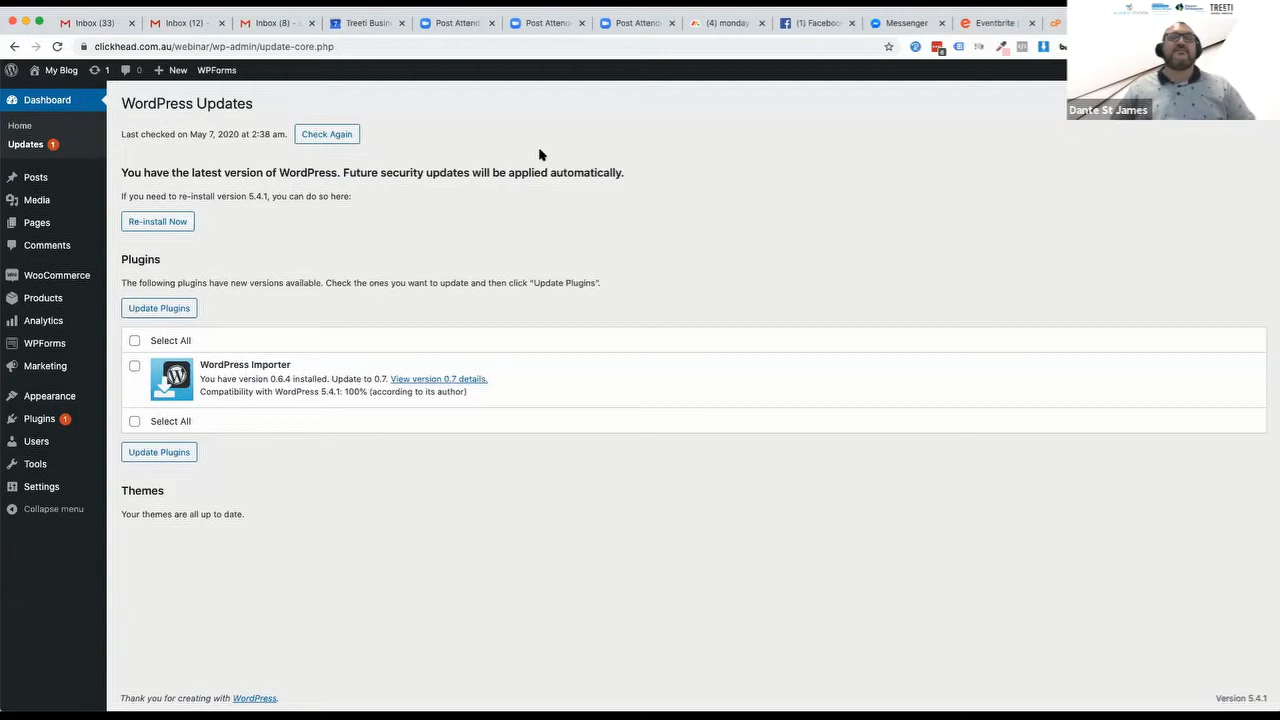 Inbox (33)
Inbox (12)
Inbox (8)
Treeti Busin
Post Attend
Post Attend
Post Attend
(4) monday
(1) Faceboo
Messenger
Eventbrite
clickhead.com.au/webinar/wp-admin/update-core.php
TREETI
Dante St James
My Blog
1
0
New
WPForms
Dashboard
Home
Updates 1
Posts
Media
Pages
Comments
WooCommerce
Products
Analytics
WPForms
Marketing
Appearance
Plugins 1
Users
Tools
Settings
Collapse menu
WordPress Updates
Last checked on May 7, 2020 at 2:38 am.
Check Again
You have the latest version of WordPress. Future security updates will be applied automatically.
If you need to re-install version 5.4.1, you can do so here:
Re-install Now
Plugins
The following plugins have new versions available. Check the ones you want to update and then click “Update Plugins”.
Update Plugins
Select All
WordPress Importer
You have version 0.6.4 installed. Update to 0.7. View version 0.7 details.
Compatibility with WordPress 5.4.1: 100% (according to its author)
Select All
Update Plugins
Themes
Your themes are all up to date.
Thank you for creating with WordPress.
Version 5.4.1